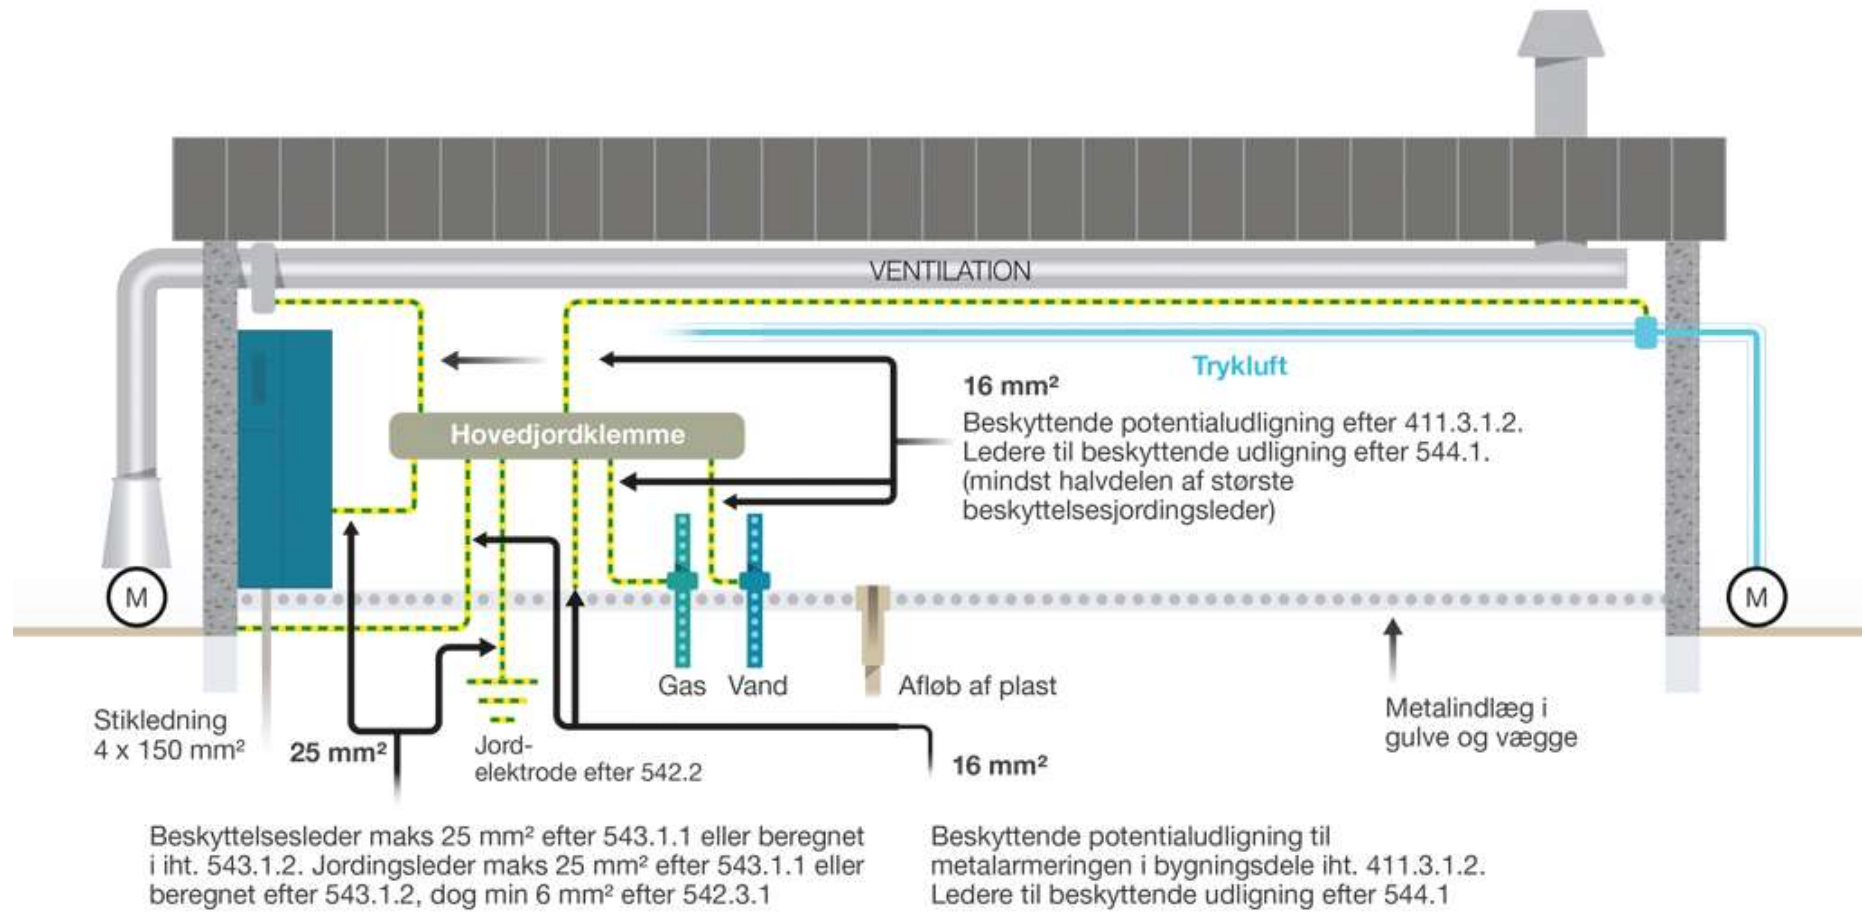 VENTILATION
Trykluft
16 mm²
Beskyttende potentialudligning efter 411.3.1.2.
Ledere til beskyttende udligning efter 544.1.
(mindst halvdelen af største
beskyttelsesjordingsleder)
Hovedjordklemme
M
M
Gas
Vand
Afløb af plast
Metalindlæg i
gulve og vægge
Stikledning
4 x 150 mm²
25 mm²
Jord-
elektrode efter 542.2
16 mm²
Beskyttelsesleder maks 25 mm² efter 543.1.1 eller beregnet
i iht. 543.1.2. Jordingsleder maks 25 mm² efter 543.1.1 eller
beregnet efter 543.1.2, dog min 6 mm² efter 542.3.1
Beskyttende potentialudligning til
metalarmeringen i bygningsdele iht. 411.3.1.2.
Ledere til beskyttende udligning efter 544.1